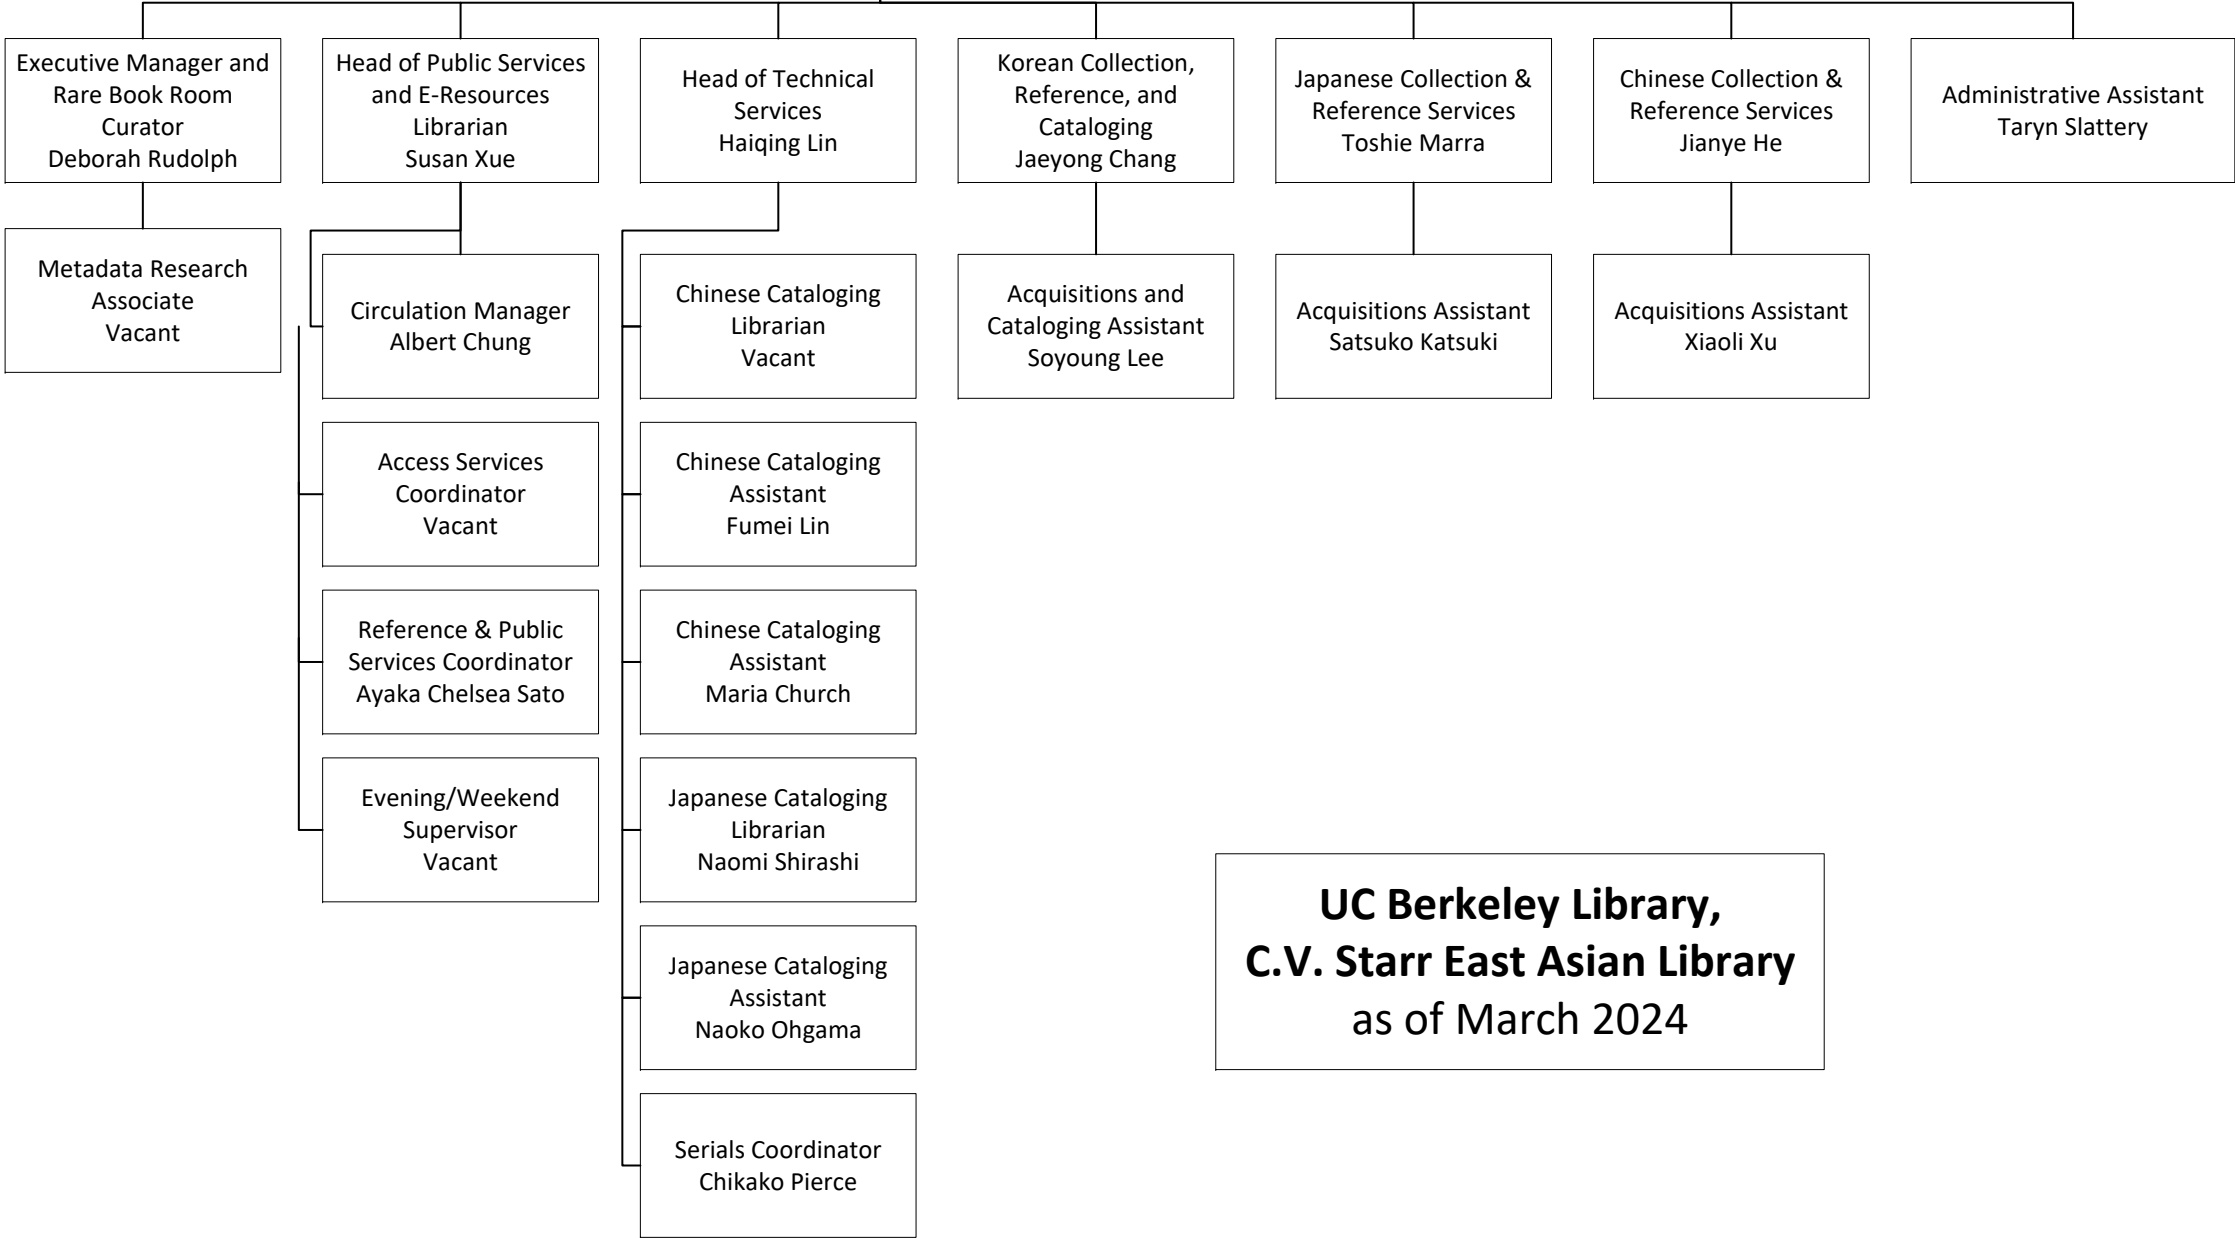 Executive Manager and
Rare Book Room
Curator
Deborah Rudolph
Head of Public Services
and E-Resources
Librarian
Susan Xue
Head of Technical
Services
Haiqing Lin
Korean Collection,
Reference, and
Cataloging
Jaeyong Chang
Japanese Collection &
Reference Services
Toshie Marra
Chinese Collection &
Reference Services
Jianye He
Administrative Assistant
Taryn Slattery
Metadata Research
Associate
Vacant
Circulation Manager
Albert Chung
Chinese Cataloging
Librarian
Vacant
Acquisitions and
Cataloging Assistant
Soyoung Lee
Acquisitions Assistant
Satsuko Katsuki
Acquisitions Assistant
Xiaoli Xu
Access Services
Coordinator
Vacant
Chinese Cataloging
Assistant
Fumei Lin
Reference & Public
Services Coordinator
Ayaka Chelsea Sato
Chinese Cataloging
Assistant
Maria Church
Evening/Weekend
Supervisor
Vacant
Japanese Cataloging
Librarian
Naomi Shirashi
Japanese Cataloging
Assistant
Naoko Ohgama
Serials Coordinator
Chikako Pierce
UC Berkeley Library,
C.V. Starr East Asian Library
as of March 2024